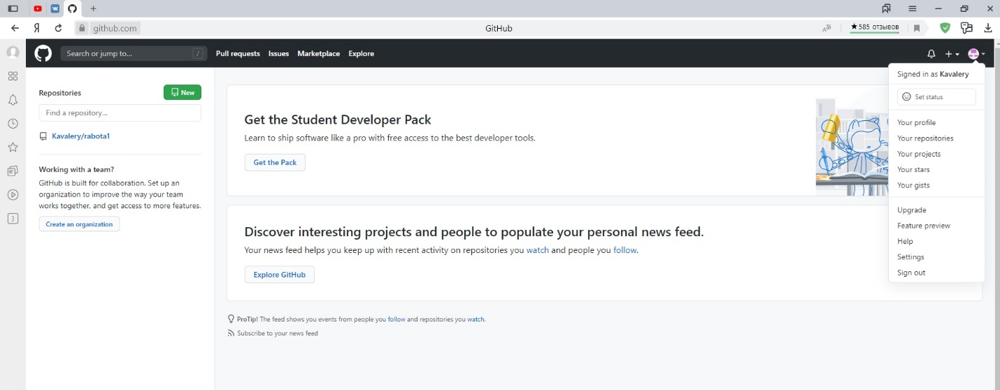 github.com
GitHub
585 отзывов
Search or jump to...
/
Pull requests
Issues
Marketplace
Explore
Signed in as Kavalery
Set status
Your profile
Your repositories
Your projects
Your stars
Your gists
Upgrade
Feature preview
Help
Settings
Sign out
Repositories
New
Find a repository...
Kavalery/rabota1
Working with a team?
GitHub is built for collaboration. Set up an
organization to improve the way your team
works together, and get access to more features.
Create an organization
3
Get the Student Developer Pack
Learn to ship software like a pro with free access to the best developer tools.
Get the Pack
Discover interesting projects and people to populate your personal news feed.
Your news feed helps you keep up with recent activity on repositories you watch and people you follow.
Explore GitHub
ProTip! The feed shows you events from people you follow and repositories you watch.
Subscribe to your news feed